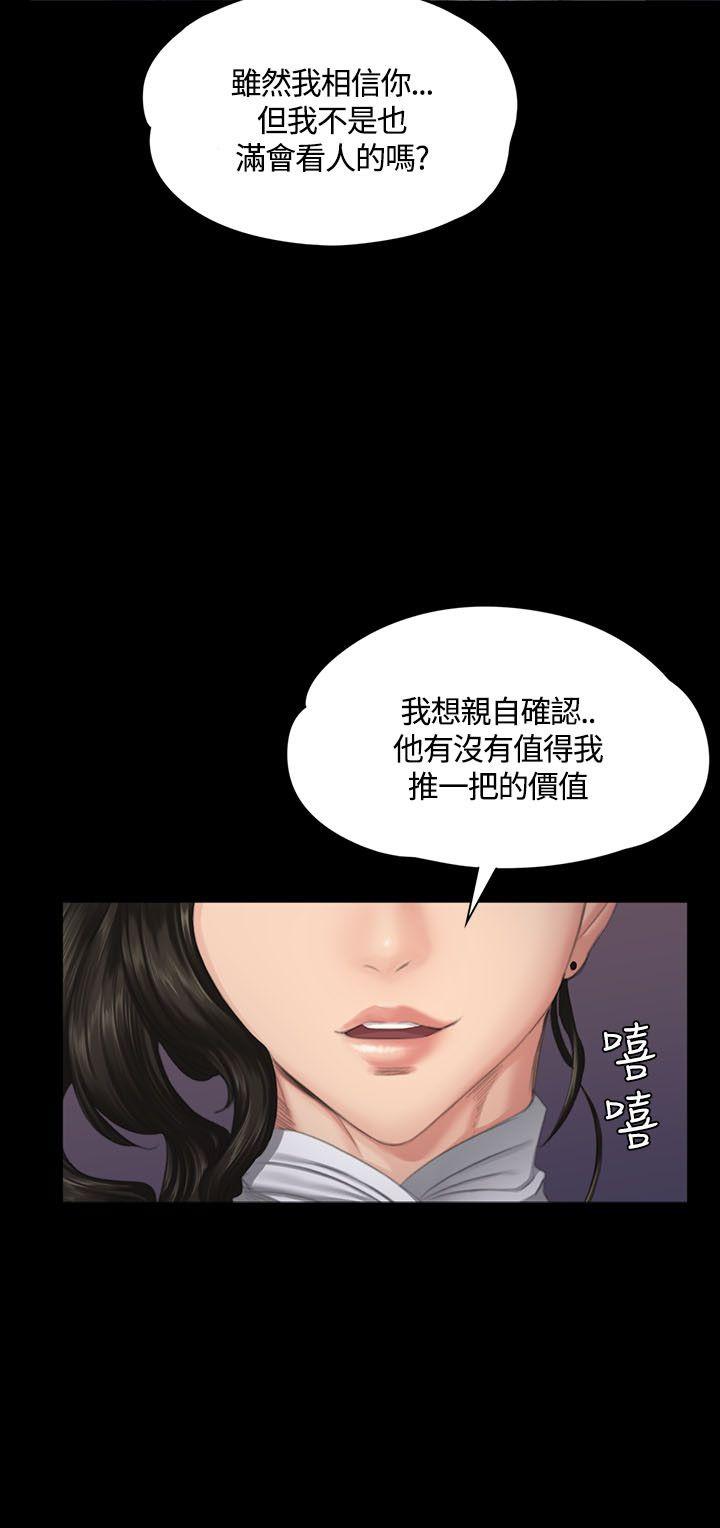 雖然我相信你...
但我不是也
滿會看人的嗎?
我想親自確認..
他有沒有值得我
推一把的價值
嘻
嘻